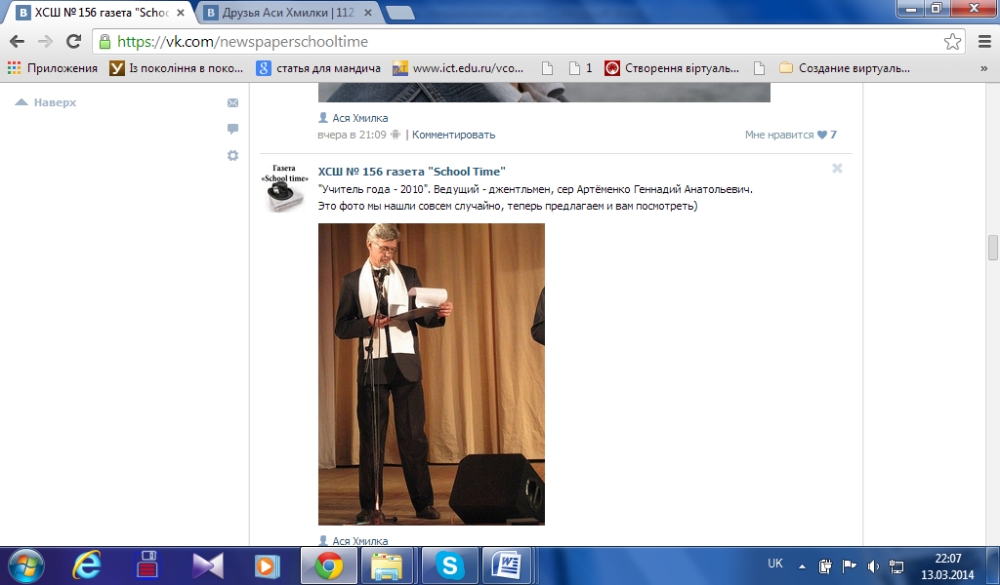 ХСШ № 156 газета "Schoo
Друзья Аси Хмилки | 112
https://vk.com/newspaperschooltime
Приложения
Із покоління в поко...
статья для мандича
www.ict.edu.ru/vco...
1
Створення віртуаль...
Создание виртуаль...
»
Наверх
Ася Хмилка
вчера в 21:09 | Комментировать
Мне нравится 7
Газета
«School time»
ХСШ № 156 газета "School Time"
"Учитель года - 2010". Ведущий - джентльмен, сер Артёменко Геннадий Анатольевич.
Это фото мы нашли совсем случайно, теперь предлагаем и вам посмотреть)
Ася Хмилка
UK
22:07
13.03.2014